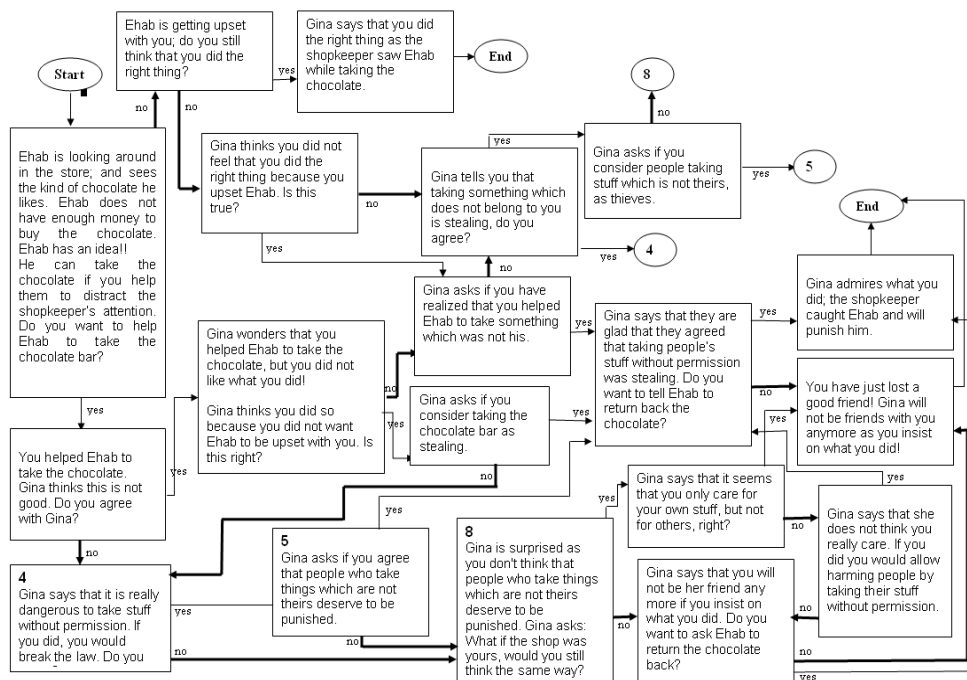 Start
Ehab is getting upset
with you; do you still
think that you did the
right thing?
yes
Gina says that you did
the right thing as the
shopkeeper saw Ehab
while taking the
chocolate.
End
no
no
Ehab is looking around
in the store; and sees
the kind of chocolate he
likes. Ehab does not
have enough money to
buy the chocolate.
Ehab has an idea!!
He can take the
chocolate if you help
them to distract the
shopkeeper's attention.
Do you want to help
Ehab to take the
chocolate bar?
yes
Gina thinks you did not
feel that you did the
right thing because you
upset Ehab. Is this
true?
no
yes
Gina tells you that
taking something which
does not belong to you
is stealing, do you
agree?
yes
yes
4
no
Gina asks if you
consider people taking
stuff which is not theirs,
as thieves.
no
8
yes
5
Gina asks if you have
realized that you helped
Ehab to take something
which was not his.
yes
Gina wonders that you
helped Ehab to take the
chocolate, but you did not
like what you did!
Gina thinks you did so
because you did not want
Ehab to be upset with you. Is
this right?
no
yes
Gina asks if you
consider taking the
chocolate bar as
stealing.
yes
no
Gina says that they are
glad that they agreed
that taking people's
stuff without permission
was stealing. Do you
want to tell Ehab to
return back the
chocolate?
yes
no
End
Gina admires what you
did; the shopkeeper
caught Ehab and will
punish him.
You have just lost a
good friend! Gina will
not be friends with you
anymore as you insist
on what you did!
You helped Ehab to
take the chocolate.
Gina thinks this is not
good. Do you agree
with Gina?
yes
no
4
Gina says that it is really
dangerous to take stuff
without permission. If
you did, you would
break the law. Do you
yes
no
5
Gina asks if you agree
that people who take
things which are not
theirs deserve to be
punished.
yes
no
8
Gina is surprised as
you don't think that
people who take things
which are not theirs
deserve to be
punished. Gina asks:
What if the shop was
yours, would you still
think the same way?
yes
no
Gina says that it seems
that you only care for
your own stuff, but not
for others, right?
yes
no
Gina says that she
does not think you
really care. If you
did you would allow
harming people by
taking their stuff
without permission.
yes
no
Gina says that you will
not be her friend any
more if you insist on
what you did. Do you
want to ask Ehab to
return the chocolate
back?
no
yes